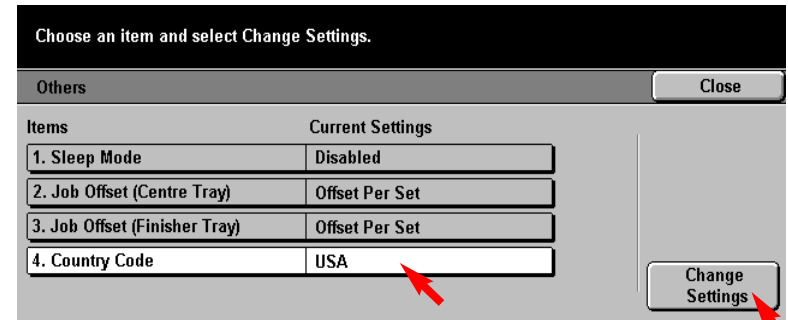 Choose an item and select Change Settings.
Others
Close
Items Current Settings
1. Sleep Mode Disabled
2. Job Offset (Centre Tray) Offset Per Set
3. Job Offset (Finisher Tray) Offset Per Set
4. Country Code USA
Change
Settings